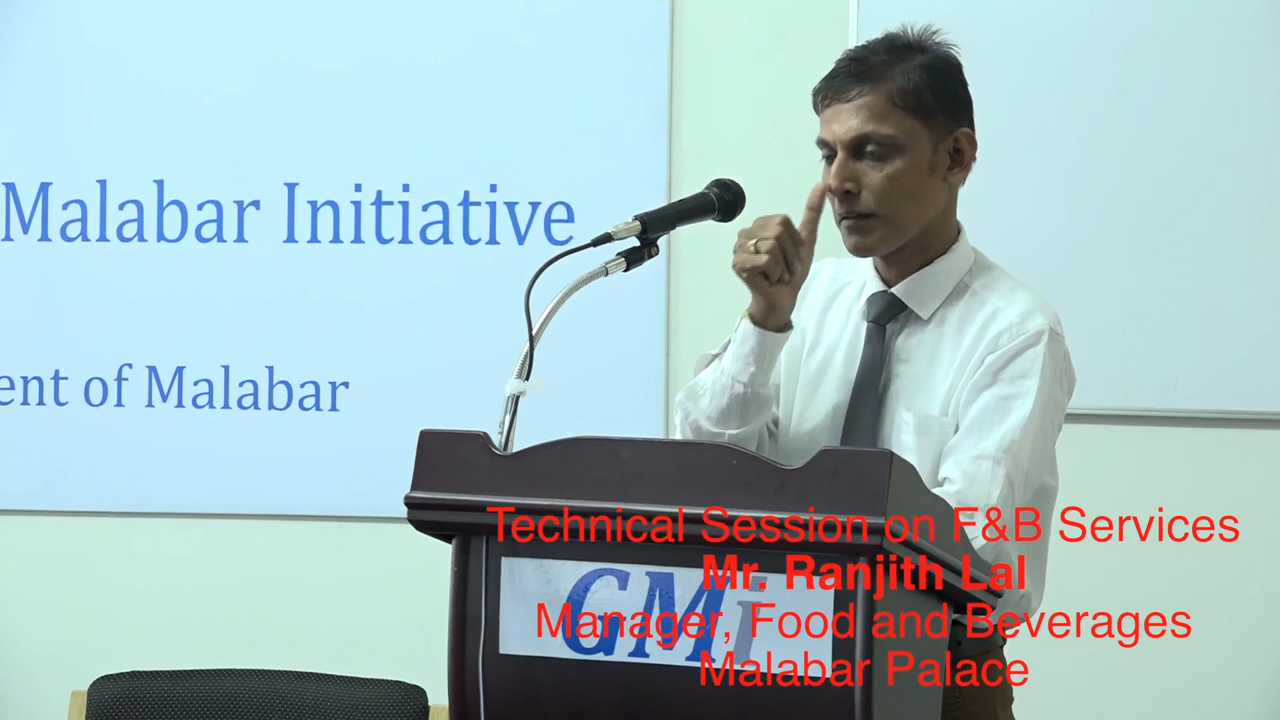 Malabar Initiative
ent of Malabar
Technical Session on F&B Services
Mr. Ranjith Lal
Manager, Food and Beverages
Malabar Palace
GMi